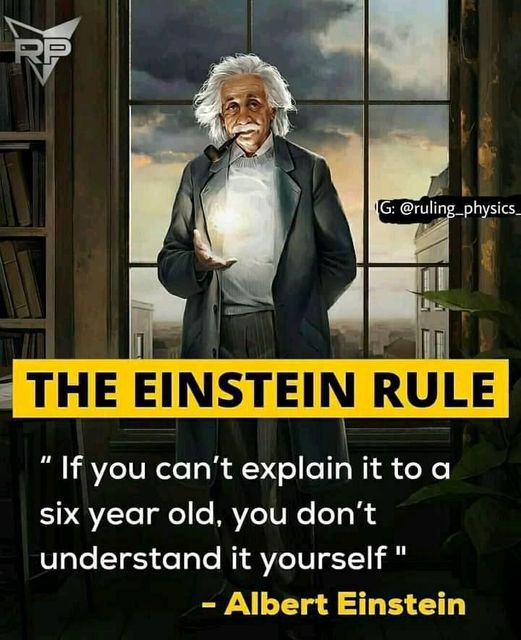 RP
IG: @ruling_physics_
THE EINSTEIN RULE
“ If you can’t explain it to a
six year old, you don’t
understand it yourself "
– Albert Einstein